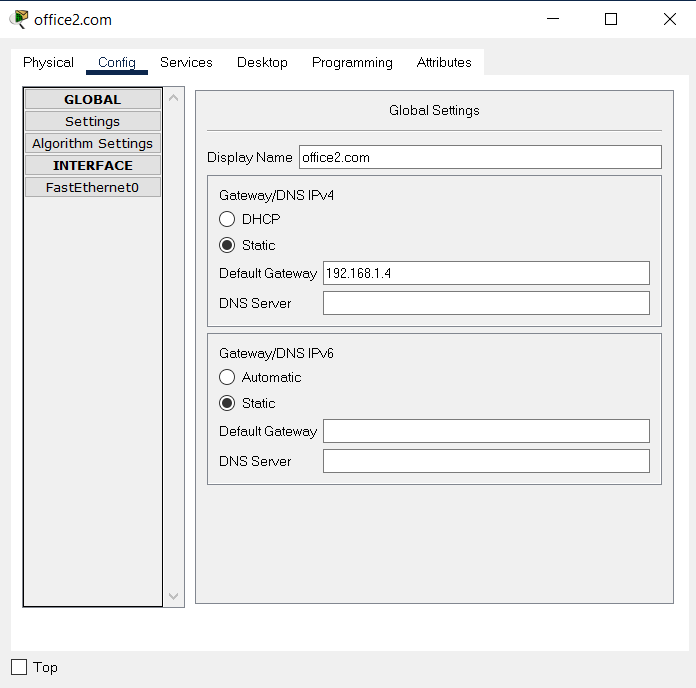 office2.com
Physical Config Services Desktop Programming Attributes
GLOBAL
Settings
Algorithm Settings
INTERFACE
FastEthernet0
Global Settings
Display Name office2.com
Gateway/DNS IPv4
DHCP
Static
Default Gateway 192.168.1.4
DNS Server
Gateway/DNS IPv6
Automatic
Static
Default Gateway
DNS Server
Top